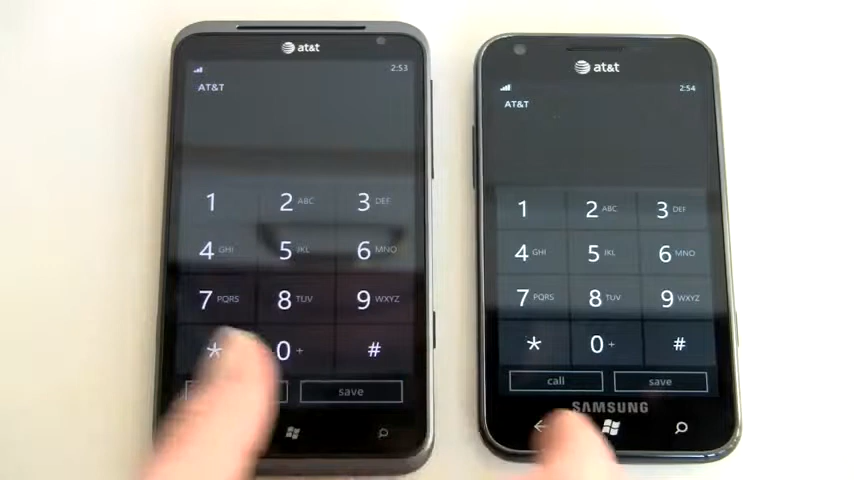 at&t
2:53
AT&T
1 2 ABC 3 DEF
4 GHI 5 JKL 6 MNO
7 PQRS 8 TUV 9 WXYZ
* 0 + #
save
at&t
2:54
AT&T
1 2 ABC 3 DEF
4 GHI 5 JKL 6 MNO
7 PQRS 8 TUV 9 WXYZ
* 0 + #
call save
SAMSUNG